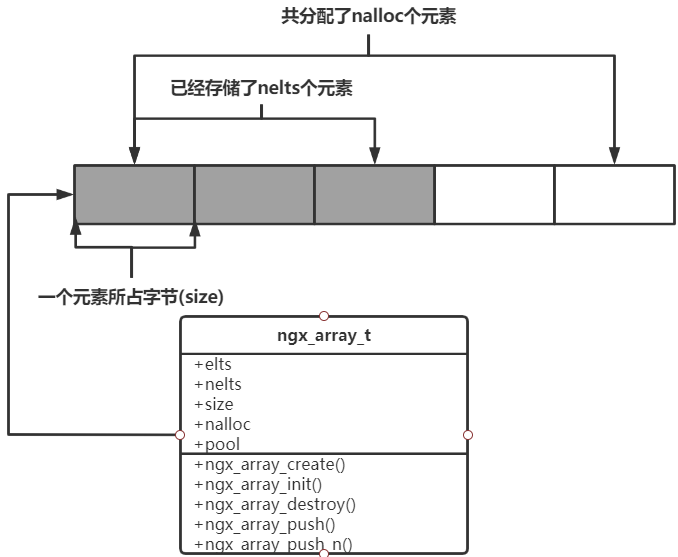 共分配了nalloc个元素
已经存储了nelts个元素
一个元素所占字节(size)
ngx_array_t
+elts
+nelts
+size
+nalloc
+pool
+ngx_array_create()
+ngx_array_init()
+ngx_array_destroy()
+ngx_array_push()
+ngx_array_push_n()